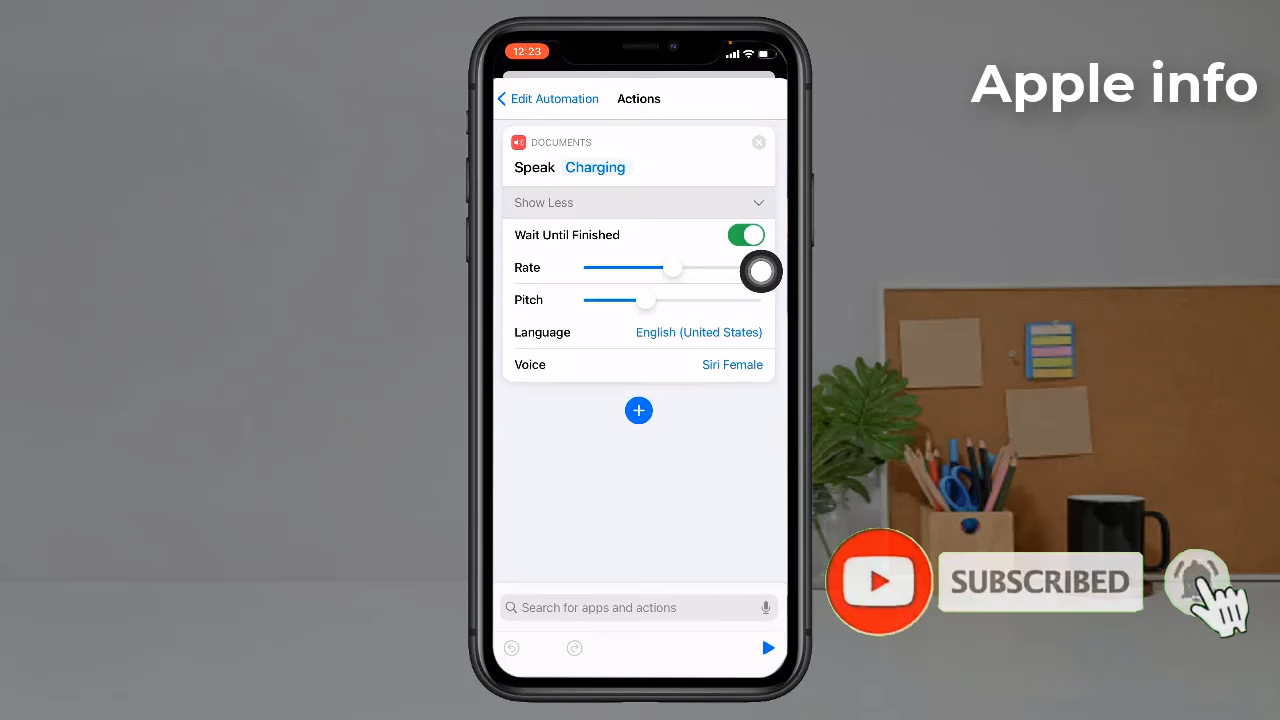 Apple info
12:23
Edit Automation Actions
DOCUMENTS
Speak Charging
Show Less
Wait Until Finished
Rate
Pitch
Language English (United States)
Voice Siri Female
Search for apps and actions
SUBSCRIBED